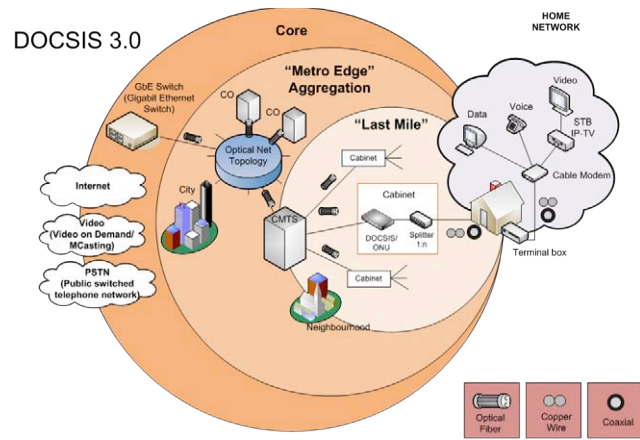 DOCSIS 3.0
Core
HOME
NETWORK
GbE Switch
(Gigabit Ethernet
Switch)
CO
CO
"Metro Edge"
Aggregation
Optical Net
Topology
"Last Mile"
Video
Voice
Data
STB
IP-TV
Cable Modem
Terminal box
Internet
Video
(Video on Demand/
MCasting)
PSTN
(Public switched
telephone network)
City
CMTS
Cabinet
Cabinet
DOCSIS/
ONU
Splitter
1:n
Cabinet
Neighbourhood
Optical
Fiber
Copper
Wire
Coaxial